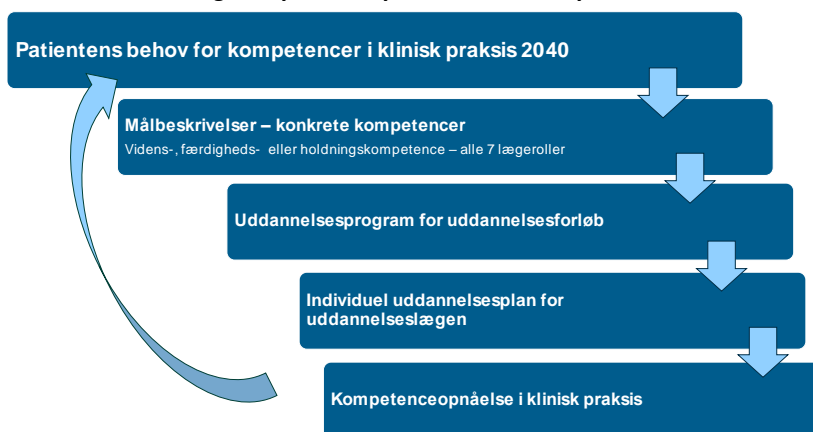 Patientens behov for kompetencer i klinisk praksis 2040
Målbeskrivelser – konkrete kompetencer
Videns-, færdigheds- eller holdningskompetence – alle 7 lægeroller
Uddannelsesprogram for uddannelsesforløb
Individuel uddannelsesplan for
uddannelseslægen
Kompetenceopnåelse i klinisk praksis